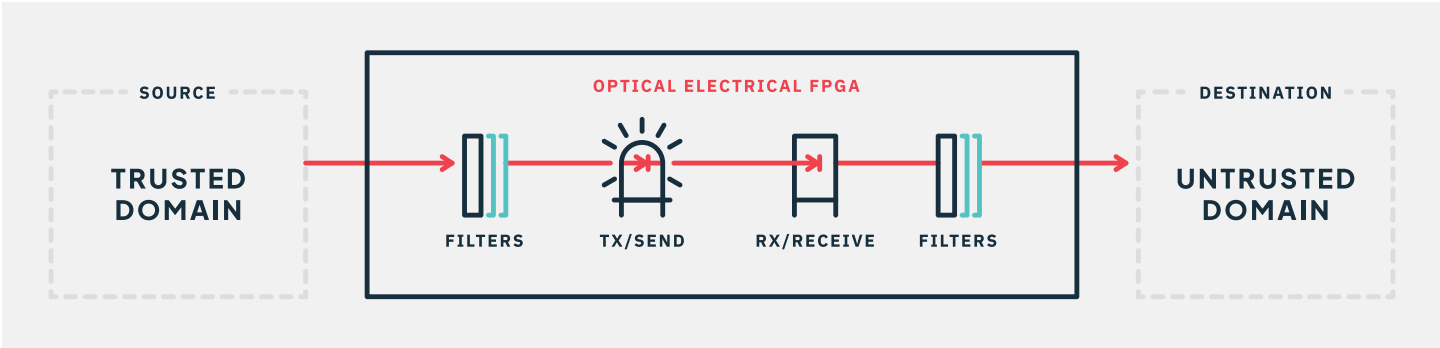 OPTICAL ELECTRICAL FPGA
SOURCE
TRUSTED
DOMAIN
FILTERS
TX/SEND
RX/RECEIVE
FILTERS
DESTINATION
UNTRUSTED
DOMAIN